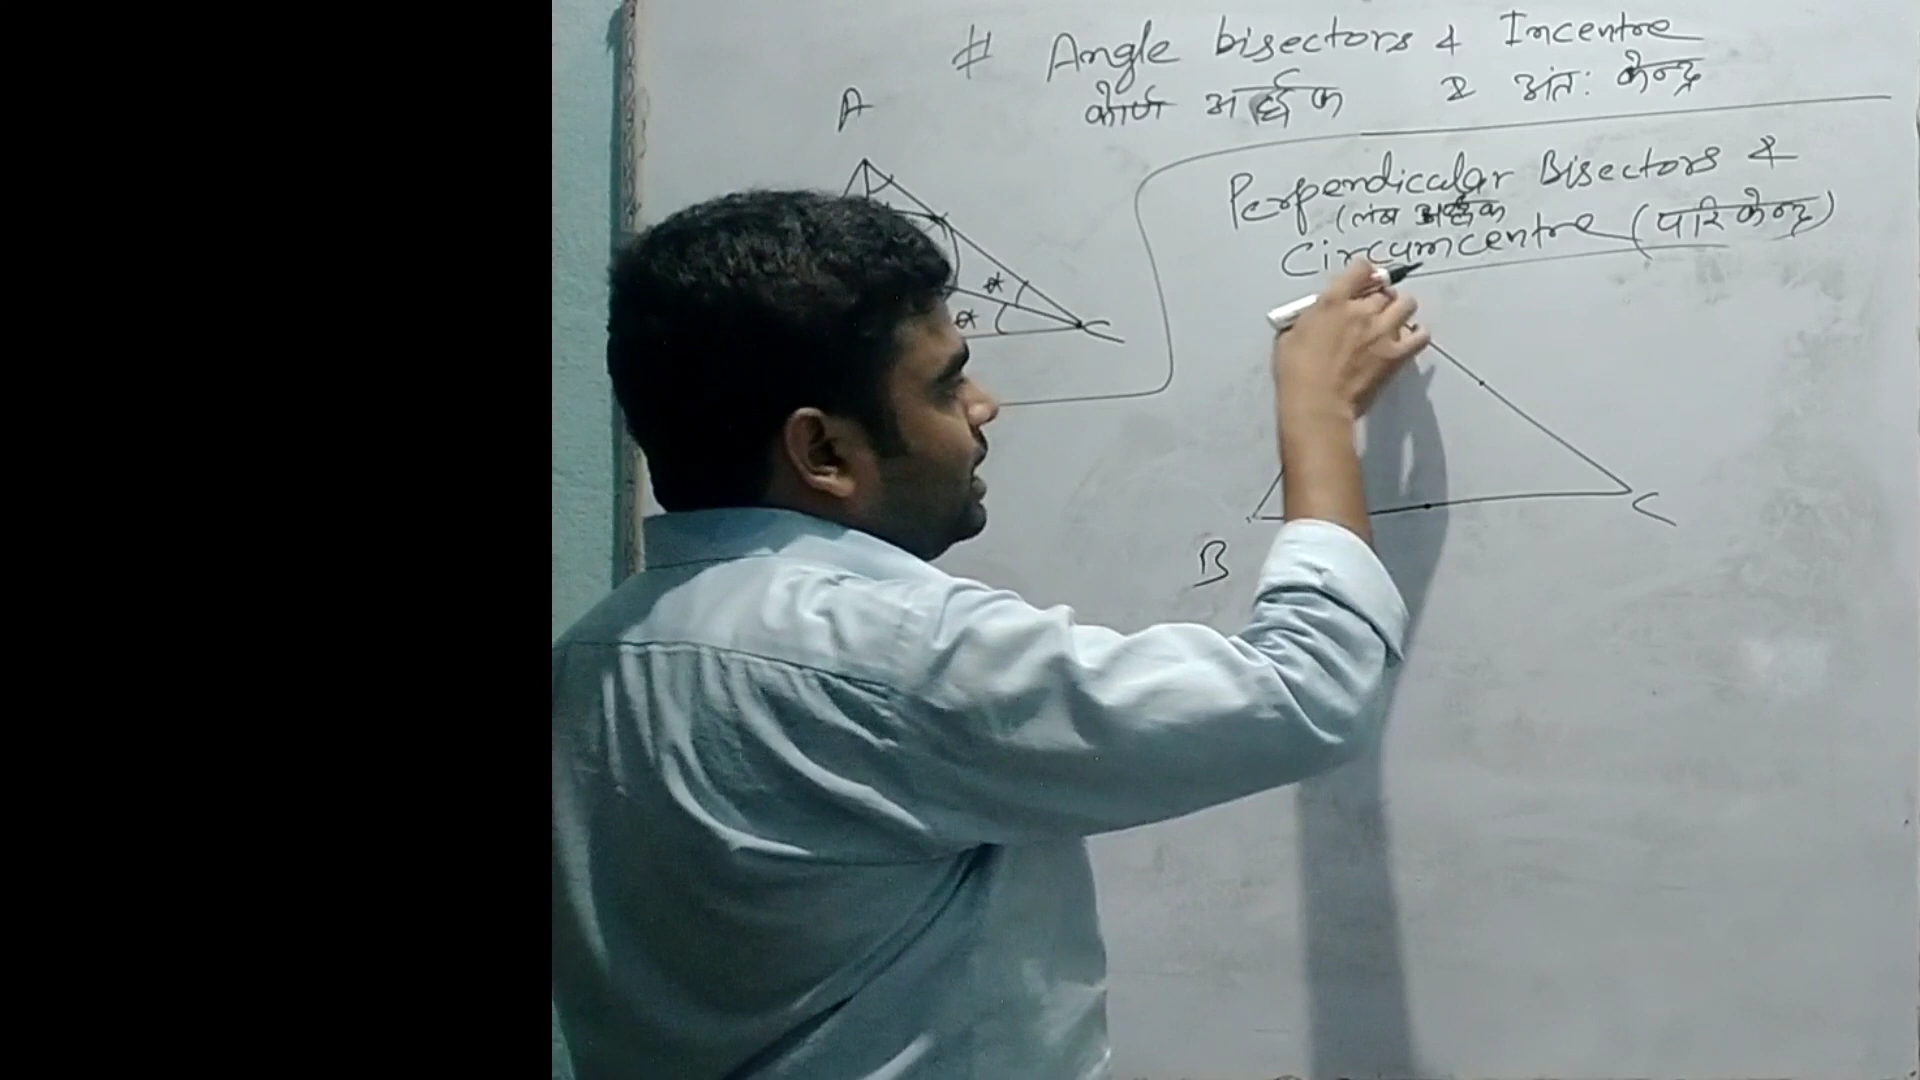 # Angle bisectors & Incentre
कोण अर्धक व अंतः केन्द्र
A
α
α
C
Perpendicular Bisectors &
(लंब अर्धक
Circumcentre (परिकेन्द्र)
B
C